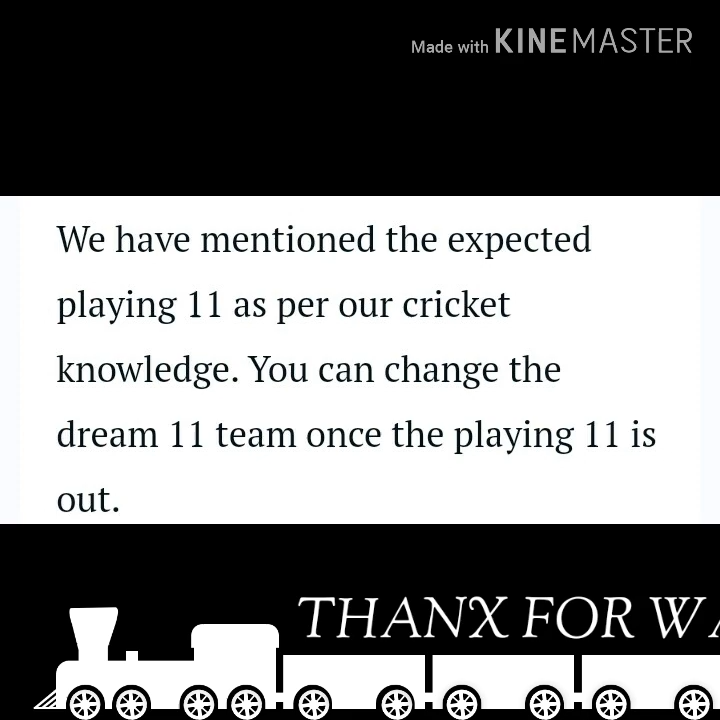 Made with KINEMASTER
We have mentioned the expected
playing 11 as per our cricket
knowledge. You can change the
dream 11 team once the playing 11 is
out.
THANX FOR WA